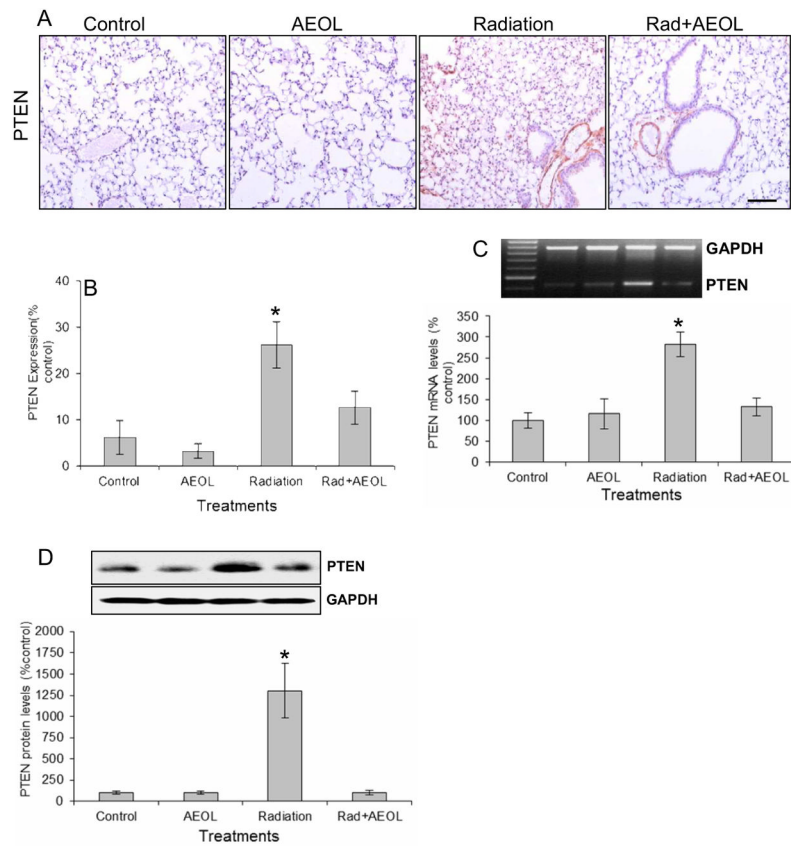 A
Control
AEOL
Radiation
Rad+AEOL
PTEN
B
PTEN Expression(% control)
40
30
20
10
0
*
Control
AEOL
Radiation
Rad+AEOL
Treatments
C
GAPDH
PTEN
PTEN mRNA levels (% control)
350
300
250
200
150
100
50
0
*
Control
AEOL
Radiation
Rad+AEOL
Treatments
D
PTEN
GAPDH
PTEN protein levels (%control)
2000
1750
1500
1250
1000
750
500
250
0
*
Control
AEOL
Radiation
Rad+AEOL
Treatments